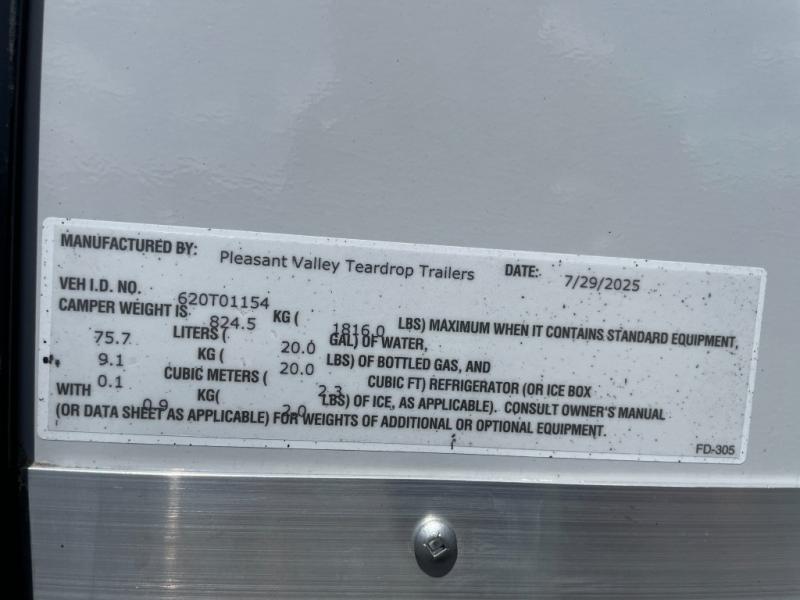 MANUFACTURED BY: Pleasant Valley Teardrop Trailers DATE: 7/29/2025
VEH I.D. NO. 620T01154
CAMPER WEIGHT IS 824.5 KG ( 1816.0 LBS) MAXIMUM WHEN IT CONTAINS STANDARD EQUIPMENT,
75.7 LITERS ( 20.0 GAL) OF WATER,
9.1 KG ( 20.0 LBS) OF BOTTLED GAS, AND
0.1 CUBIC METERS ( 2.3 CUBIC FT) REFRIGERATOR (OR ICE BOX
WITH 0.9 KG( 2.0 LBS) OF ICE, AS APPLICABLE). CONSULT OWNER'S MANUAL
(OR DATA SHEET AS APPLICABLE) FOR WEIGHTS OF ADDITIONAL OR OPTIONAL EQUIPMENT.
FD-305